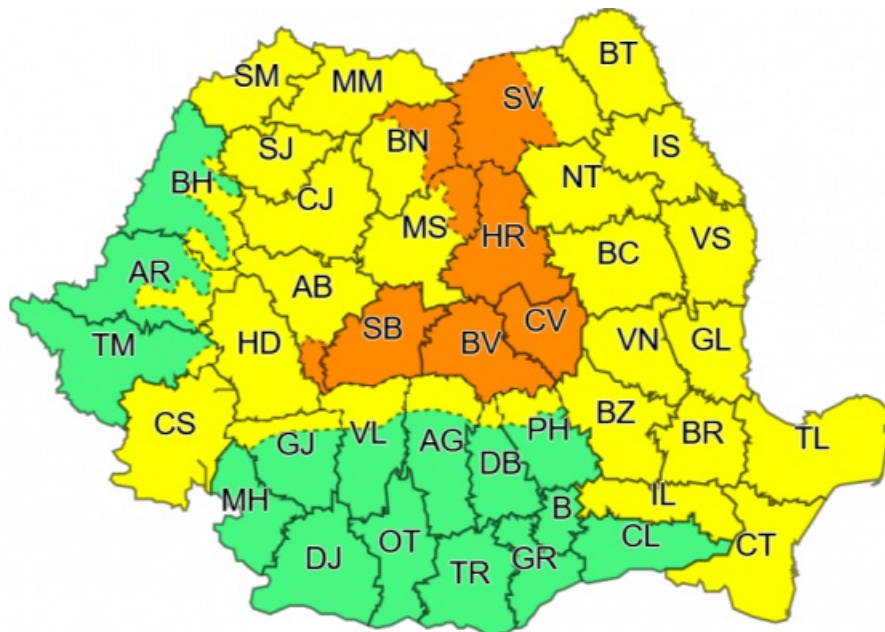 BT
SM
MM
SV
BN
IS
SJ
NT
BH
CJ
MS
HR
VS
BC
AR
AB
SB
CV
TM
HD
BV
VN
GL
CS
BZ
PH
BR
TL
GJ
VL
AG
DB
MH
B
IL
OT
CL
CT
DJ
TR
GR